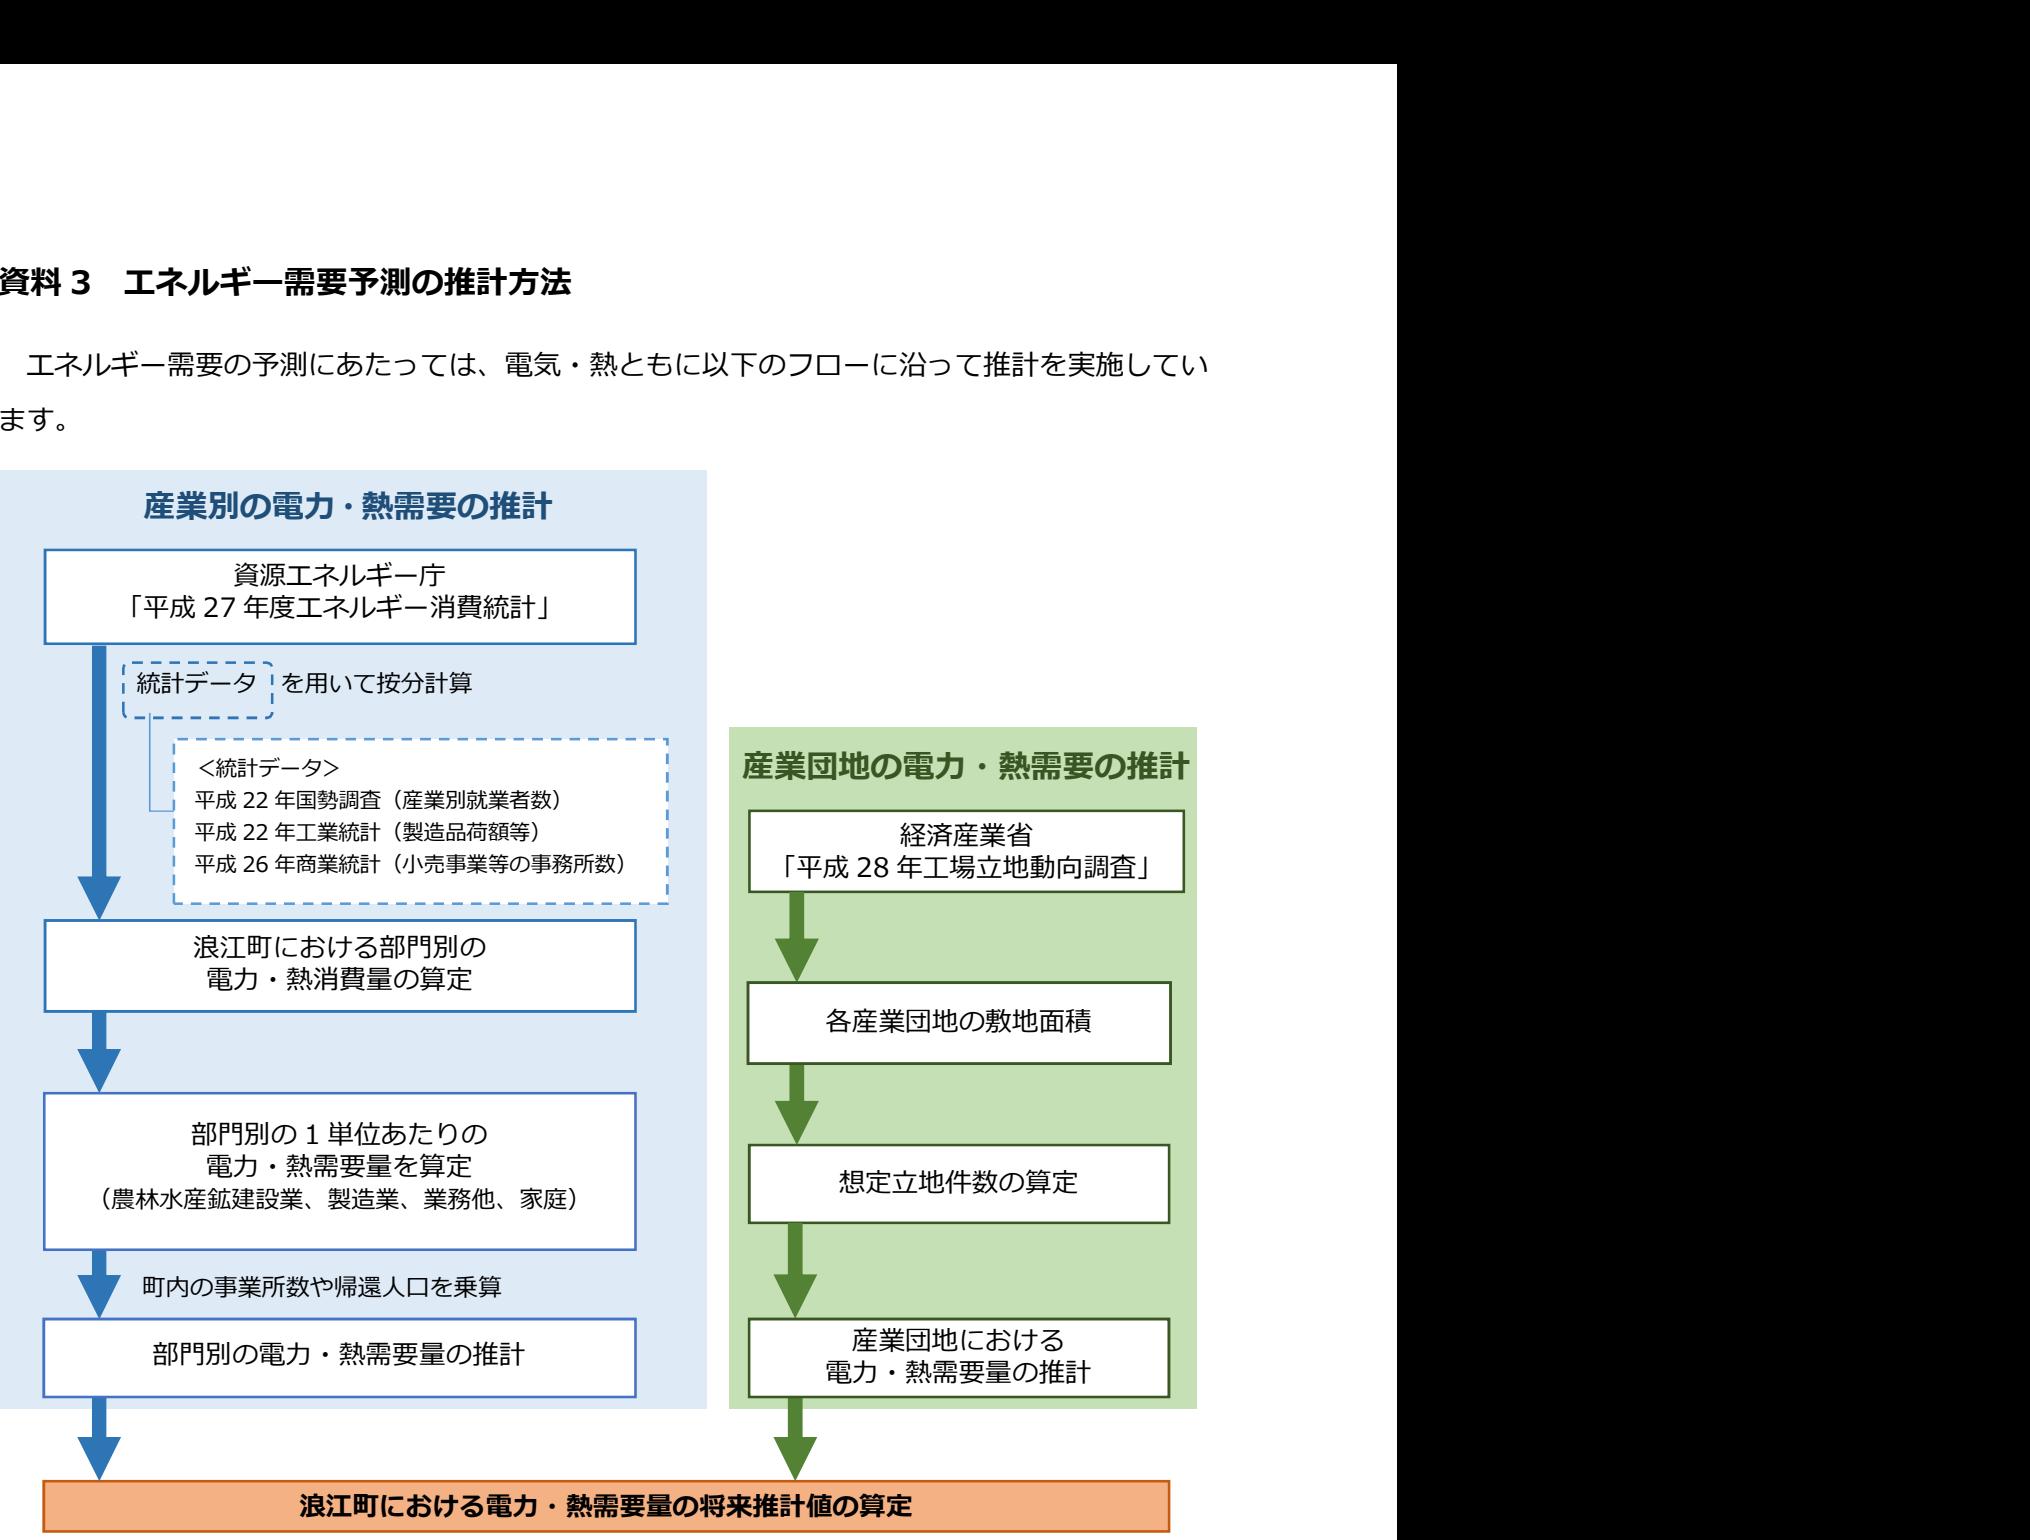 資料 3　エネルギー需要予測の推計方法
エネルギー需要の予測にあたっては、電気・熱ともに以下のフローに沿って推計を実施してい
ます。
産業別の電力・熱需要の推計
資源エネルギー庁
「平成 27 年度エネルギー消費統計」
統計データ を用いて按分計算
＜統計データ＞
平成 22 年国勢調査（産業別就業者数）
平成 22 年工業統計（製造品荷額等）
平成 26 年商業統計（小売事業等の事務所数）
浪江町における部門別の
電力・熱消費量の算定
部門別の 1 単位あたりの
電力・熱需要量を算定
（農林水産鉱建設業、製造業、業務他、家庭）
町内の事業所数や帰還人口を乗算
部門別の電力・熱需要量の推計
産業団地の電力・熱需要の推計
経済産業省
「平成 28 年工場立地動向調査」
各産業団地の敷地面積
想定立地件数の算定
産業団地における
電力・熱需要量の推計
浪江町における電力・熱需要量の将来推計値の算定